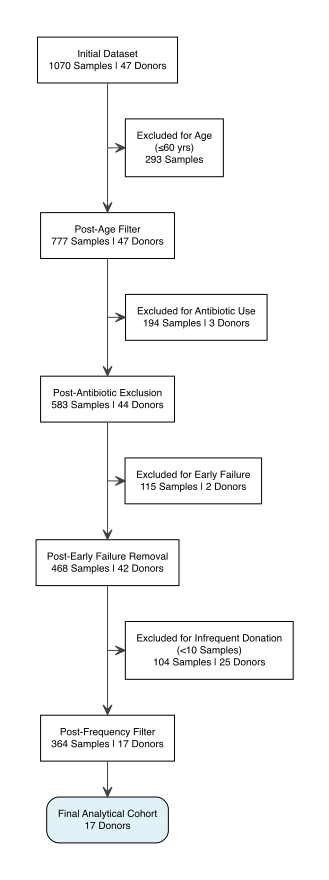 Initial Dataset
1070 Samples | 47 Donors
Excluded for Age
(≤60 yrs)
293 Samples
Post-Age Filter
777 Samples | 47 Donors
Excluded for Antibiotic Use
194 Samples | 3 Donors
Post-Antibiotic Exclusion
583 Samples | 44 Donors
Excluded for Early Failure
115 Samples | 2 Donors
Post-Early Failure Removal
468 Samples | 42 Donors
Excluded for Infrequent Donation
(<10 Samples)
104 Samples | 25 Donors
Post-Frequency Filter
364 Samples | 17 Donors
Final Analytical Cohort
17 Donors